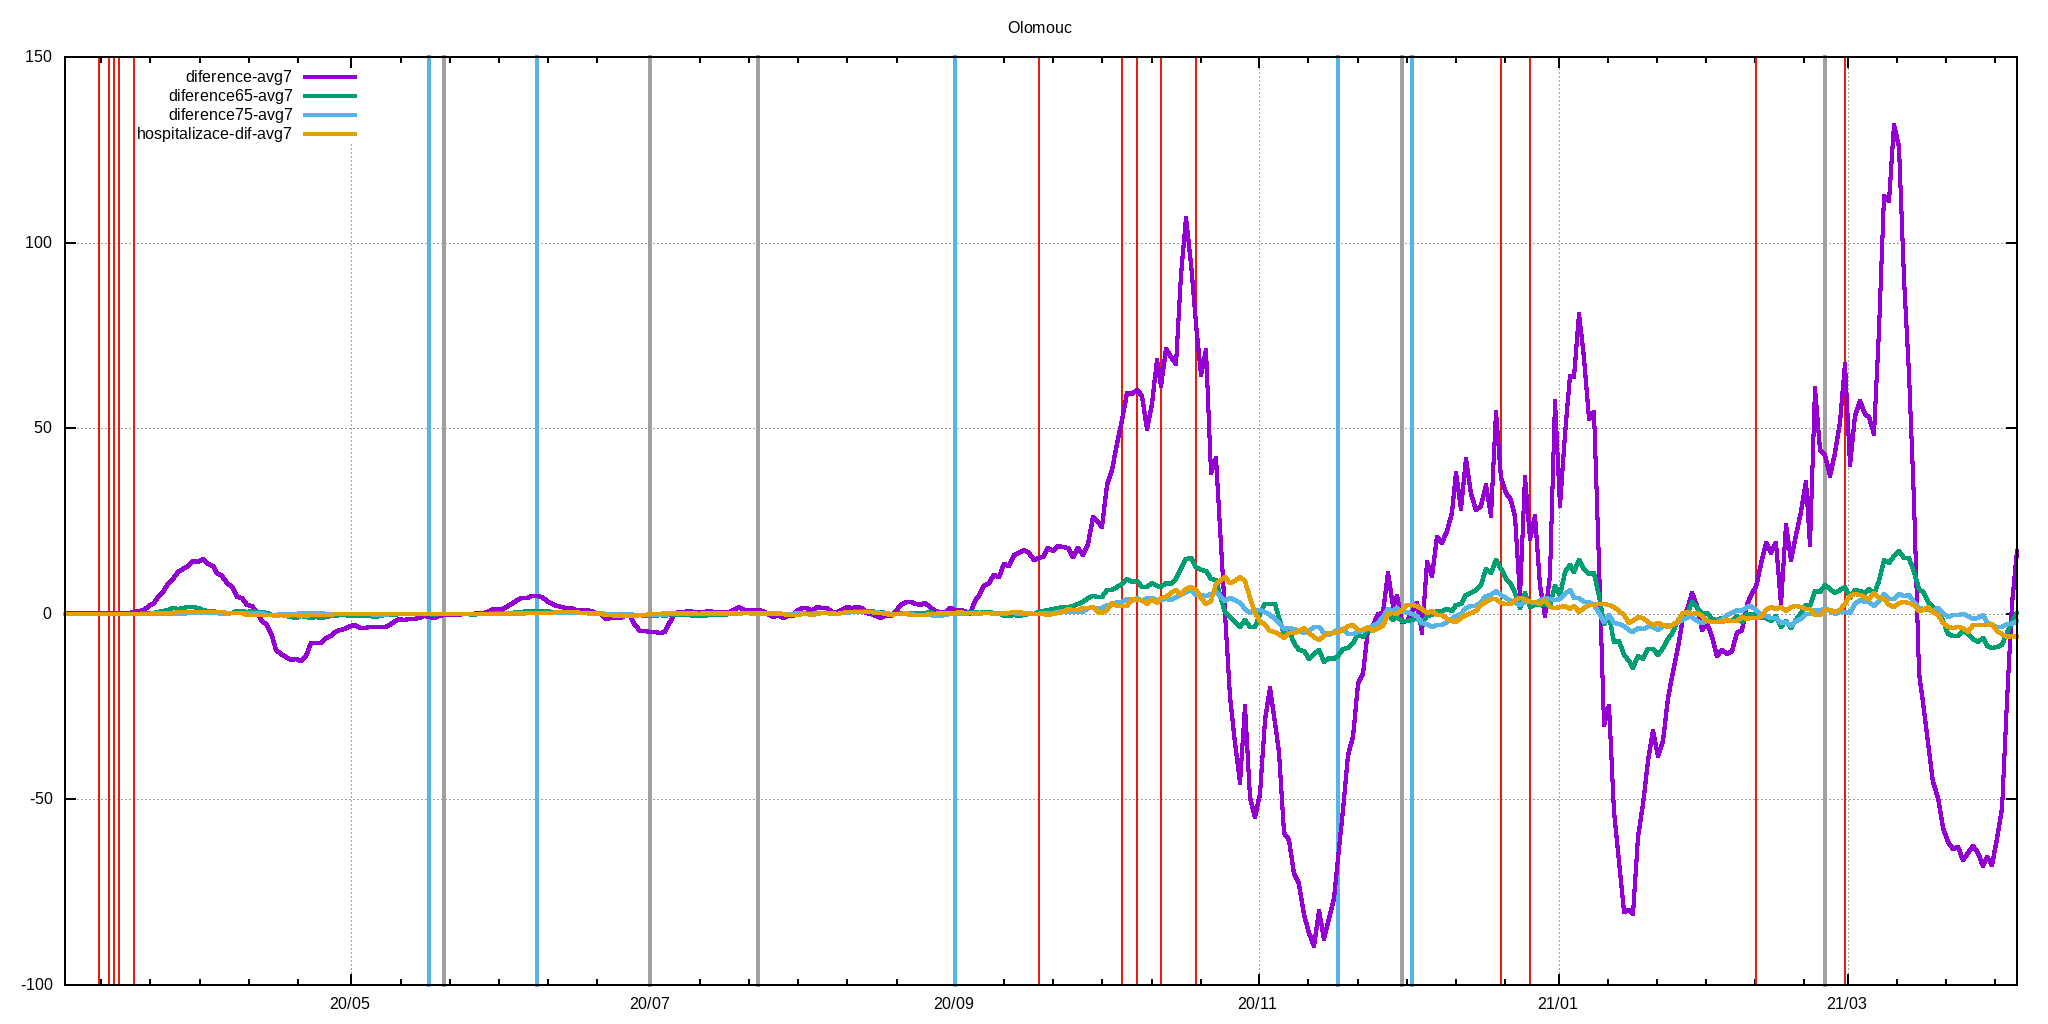 Olomouc
150
100
50
0
-50
-100
diference-avg7
diference65-avg7
diference75-avg7
hospitalizace-dif-avg7
20/05 20/07 20/09 20/11 21/01 21/03